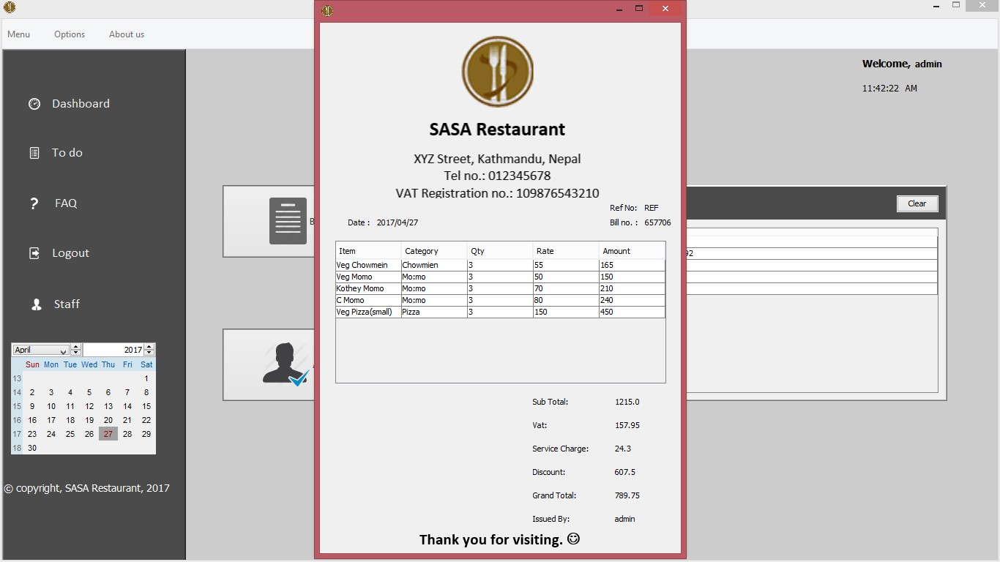 Menu Options About us
Welcome, admin
11:42:22 AM
Dashboard
To do
FAQ
Logout
Staff
April 2017
Sun Mon Tue Wed Thu Fri Sat
13 1
14 2 3 4 5 6 7 8
15 9 10 11 12 13 14 15
16 16 17 18 19 20 21 22
17 23 24 25 26 27 28 29
18 30
© copyright, SASA Restaurant, 2017
SASA Restaurant
XYZ Street, Kathmandu, Nepal
Tel no.: 012345678
VAT Registration no.: 109876543210
Ref No: REF
Date : 2017/04/27 Bill no. : 657706
Item Category Qty Rate Amount
Veg Chowmein Chowmien 3 55 165
Veg Momo Mo:mo 3 50 150
Kothey Momo Mo:mo 3 70 210
C Momo Mo:mo 3 80 240
Veg Pizza(small) Pizza 3 150 450
Sub Total: 1215.0
Vat: 157.95
Service Charge: 24.3
Discount: 607.5
Grand Total: 789.75
Issued By: admin
Thank you for visiting. ☺
B
Clear
92